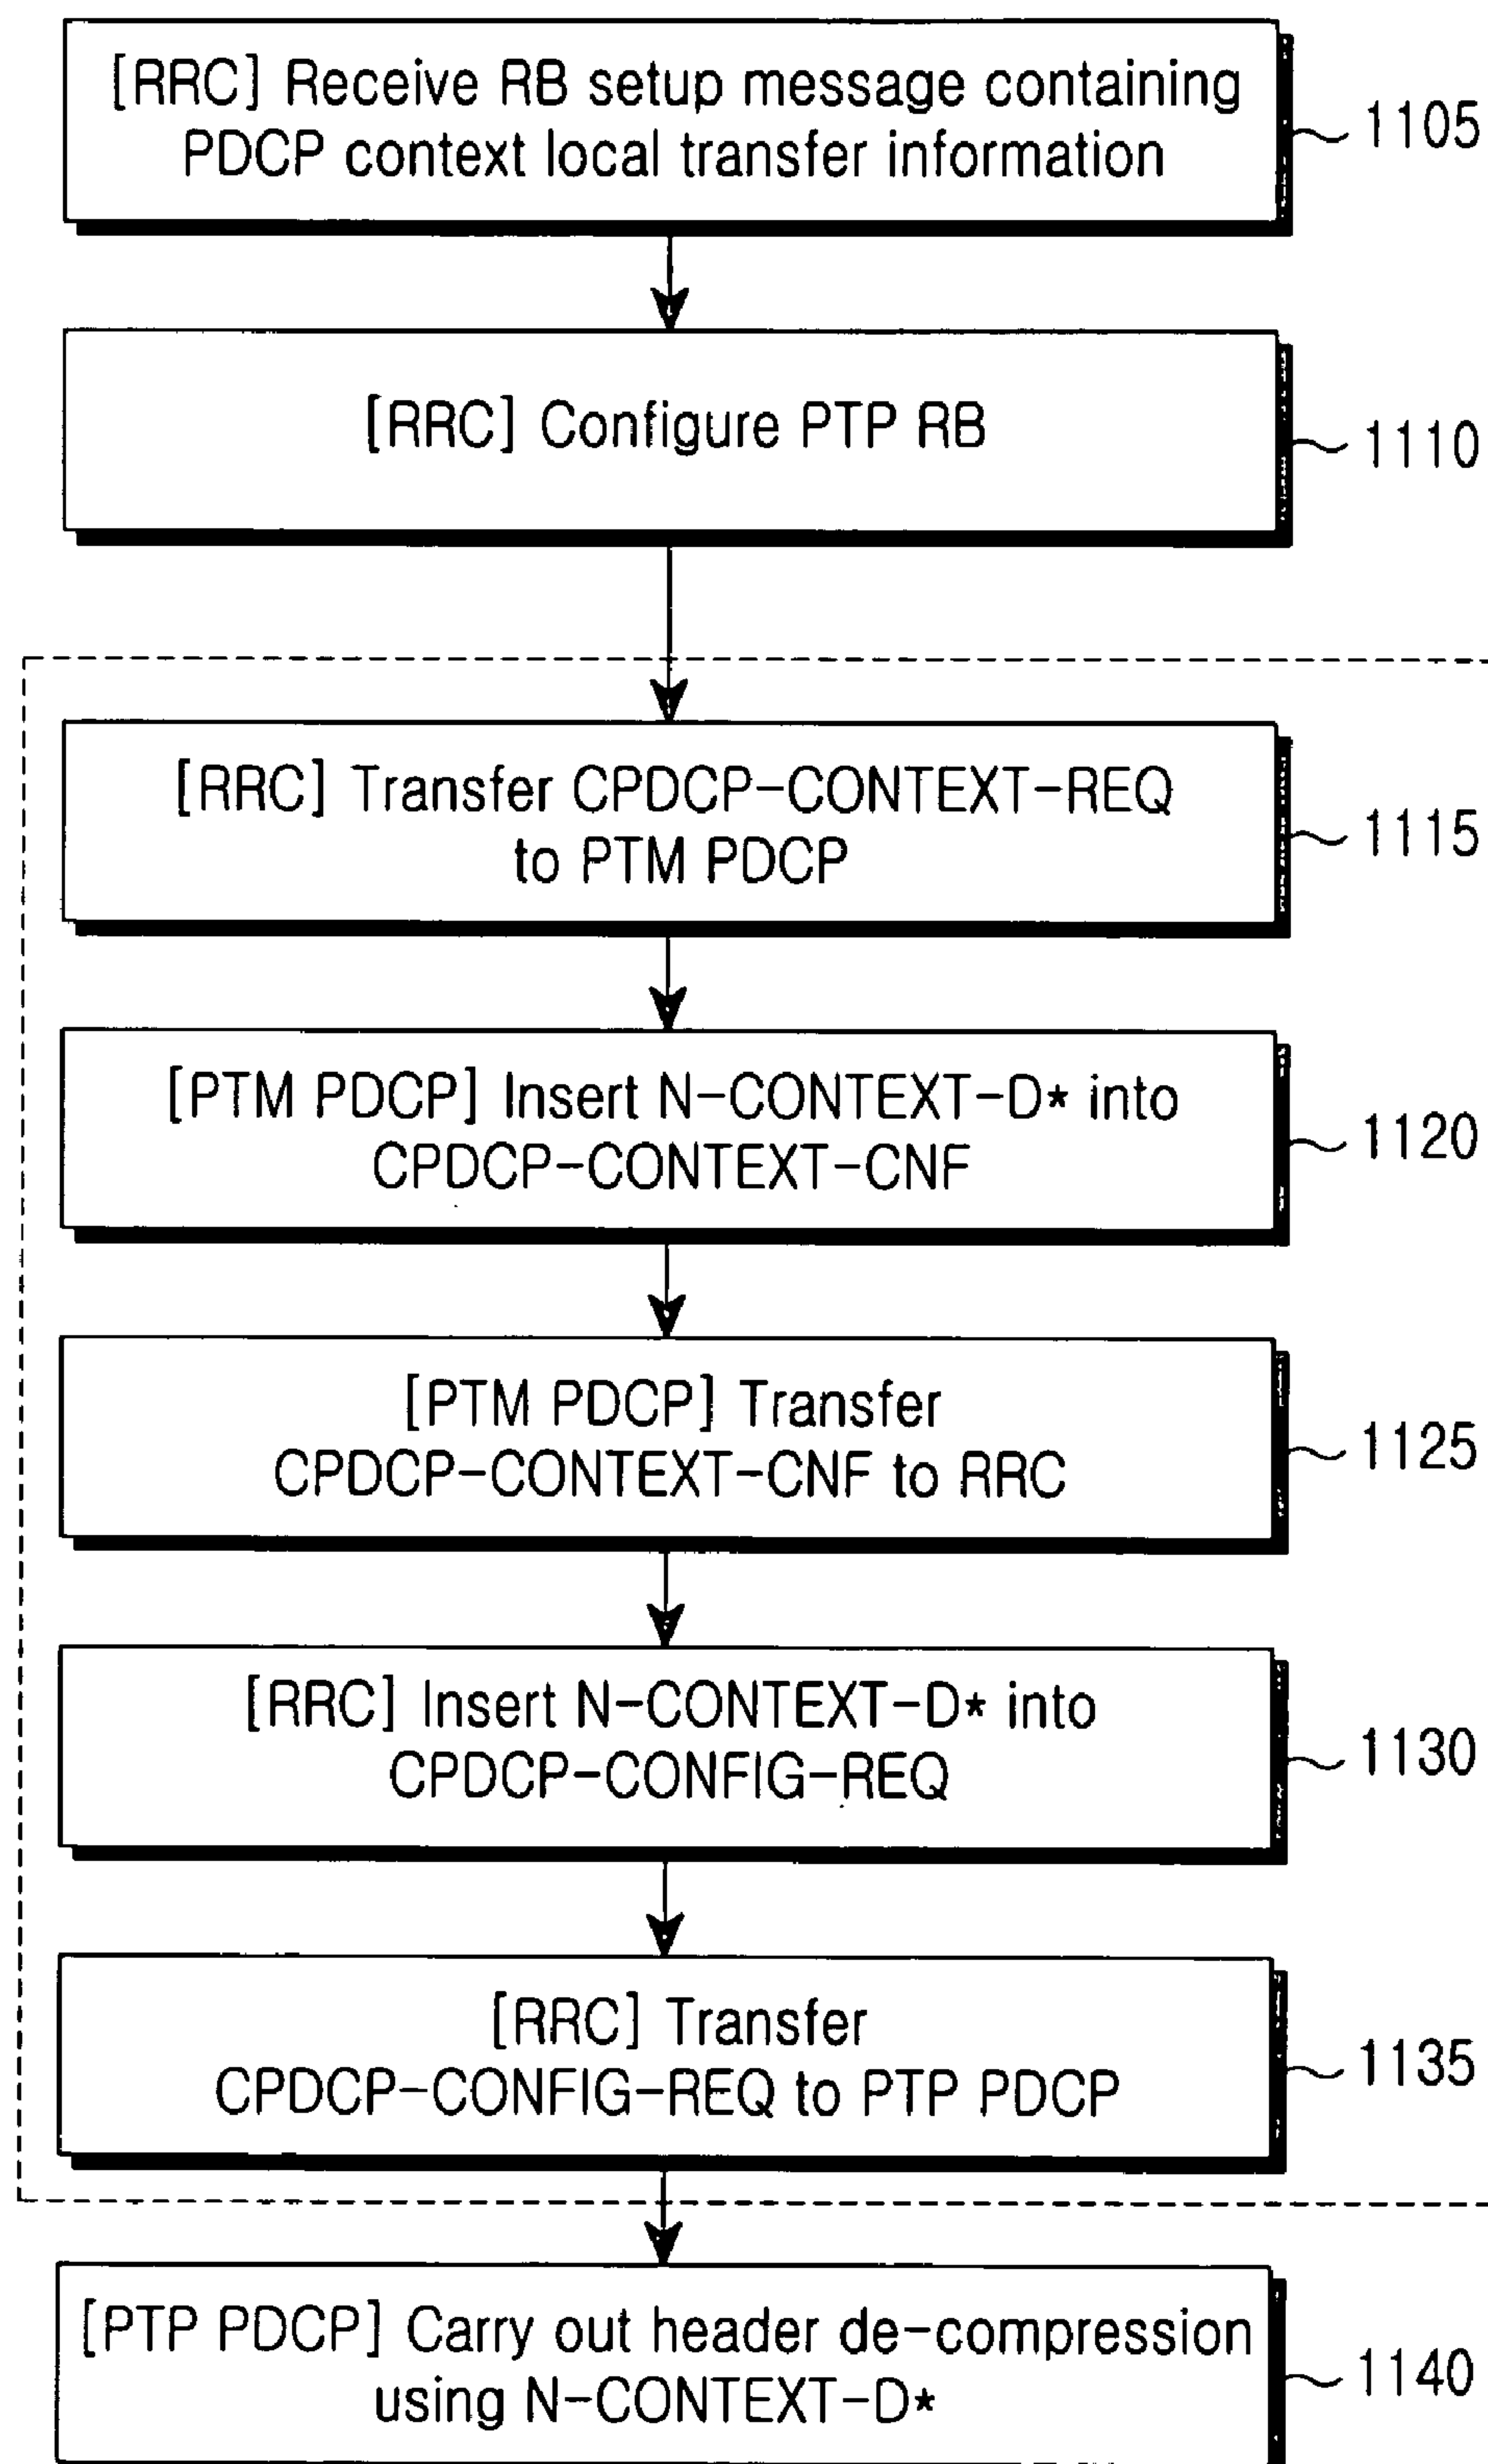 [RRC] Receive RB setup message containing
PDCP context local transfer information
1105
[RRC] Configure PTP RB
1110
[RRC] Transfer CPDCP-CONTEXT-REQ
to PTM PDCP
1115
[PTM PDCP] Insert N-CONTEXT-D* into
CPDCP-CONTEXT-CNF
1120
[PTM PDCP] Transfer
CPDCP-CONTEXT-CNF to RRC
1125
[RRC] Insert N-CONTEXT-D* into
CPDCP-CONFIG-REQ
1130
[RRC] Transfer
CPDCP-CONFIG-REQ to PTP PDCP
1135
[PTP PDCP] Carry out header de-compression
using N-CONTEXT-D*
1140